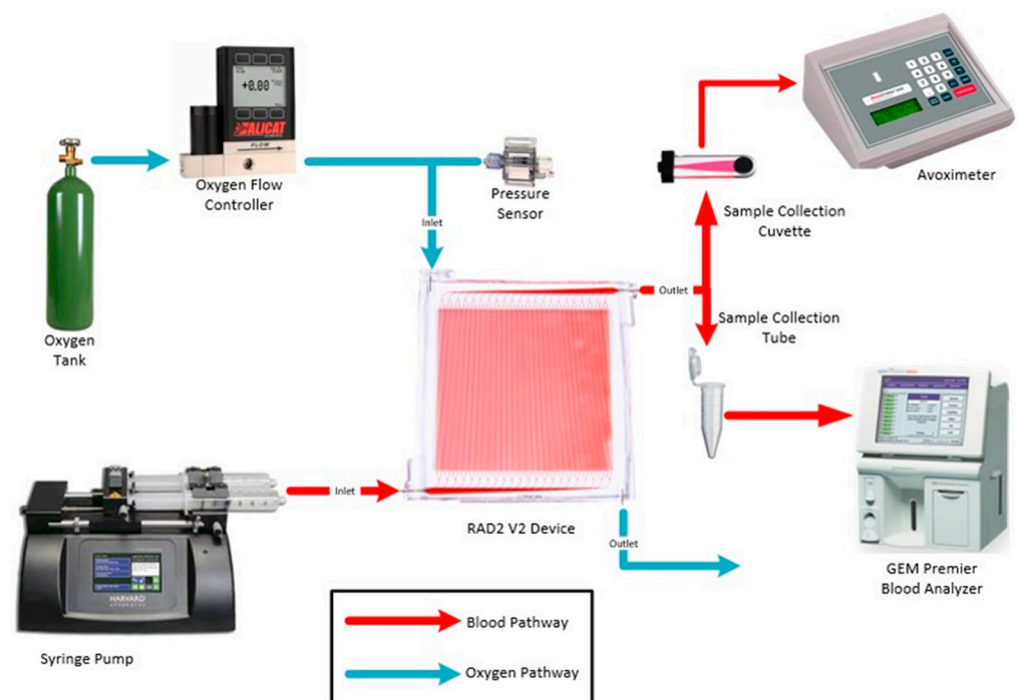 +0.00
ALICAT
FLOW
Oxygen Flow
Controller
Pressure
Sensor
Inlet
Avoximeter
Sample Collection
Cuvette
Outlet
Sample Collection
Tube
Oxygen
Tank
Inlet
RAD2 V2 Device
Outlet
GEM Premier
Blood Analyzer
HARVARD
APPARATUS
Syringe Pump
Blood Pathway
Oxygen Pathway